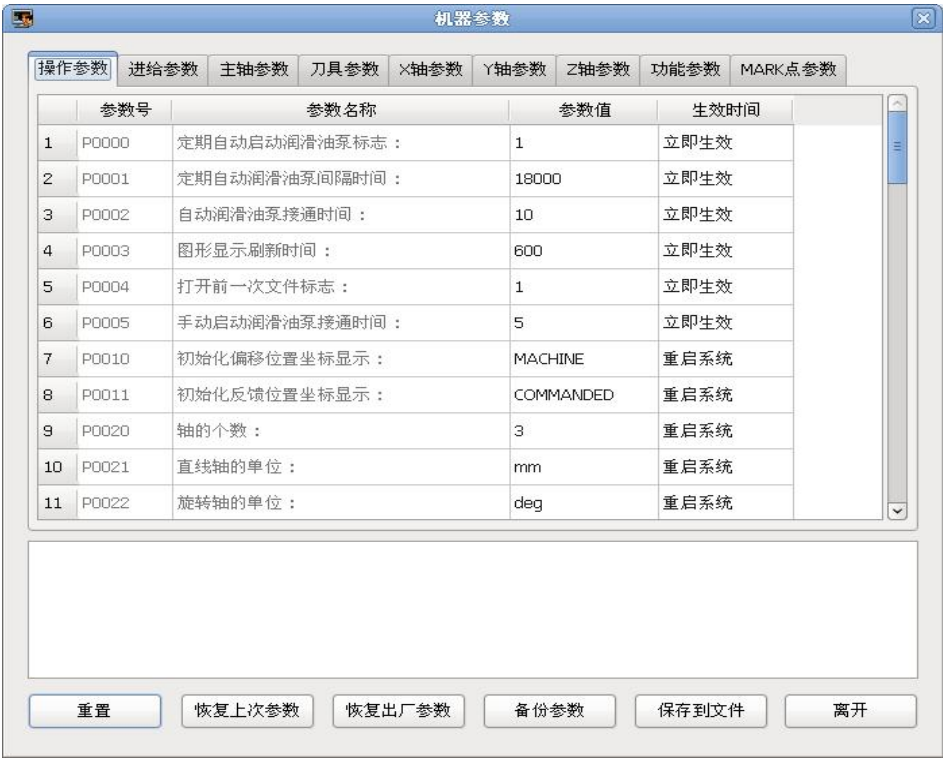 机器参数
操作参数 进给参数 主轴参数 刀具参数 X轴参数 Y轴参数 Z轴参数 功能参数 MARK点参数
参数号 参数名称 参数值 生效时间
1 P0000 定期自动启动润滑油泵标志： 1 立即生效
2 P0001 定期自动润滑油泵间隔时间： 18000 立即生效
3 P0002 自动润滑油泵接通时间： 10 立即生效
4 P0003 图形显示刷新时间： 600 立即生效
5 P0004 打开前一次文件标志： 1 立即生效
6 P0005 手动启动润滑油泵接通时间： 5 立即生效
7 P0010 初始化偏移位置坐标显示： MACHINE 重启系统
8 P0011 初始化反馈位置坐标显示： COMMANDED 重启系统
9 P0020 轴的个数： 3 重启系统
10 P0021 直线轴的单位： mm 重启系统
11 P0022 旋转轴的单位： deg 重启系统
重置 恢复上次参数 恢复出厂参数 备份参数 保存到文件 离开